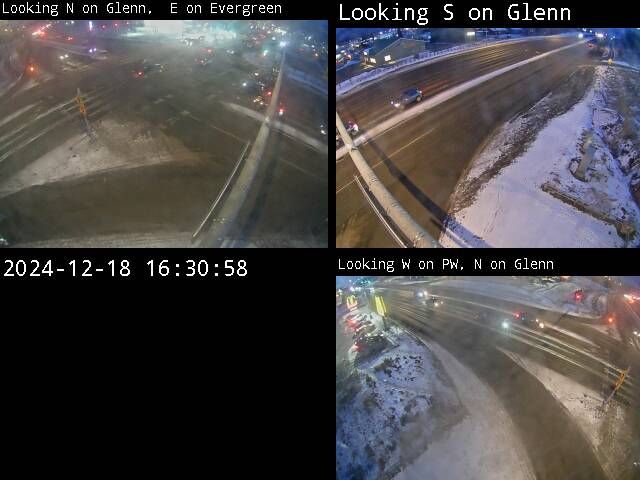 Looking N on Glenn,  E on Evergreen
Looking S on Glenn
2024-12-18 16:30:58
Looking W on PW, N on Glenn